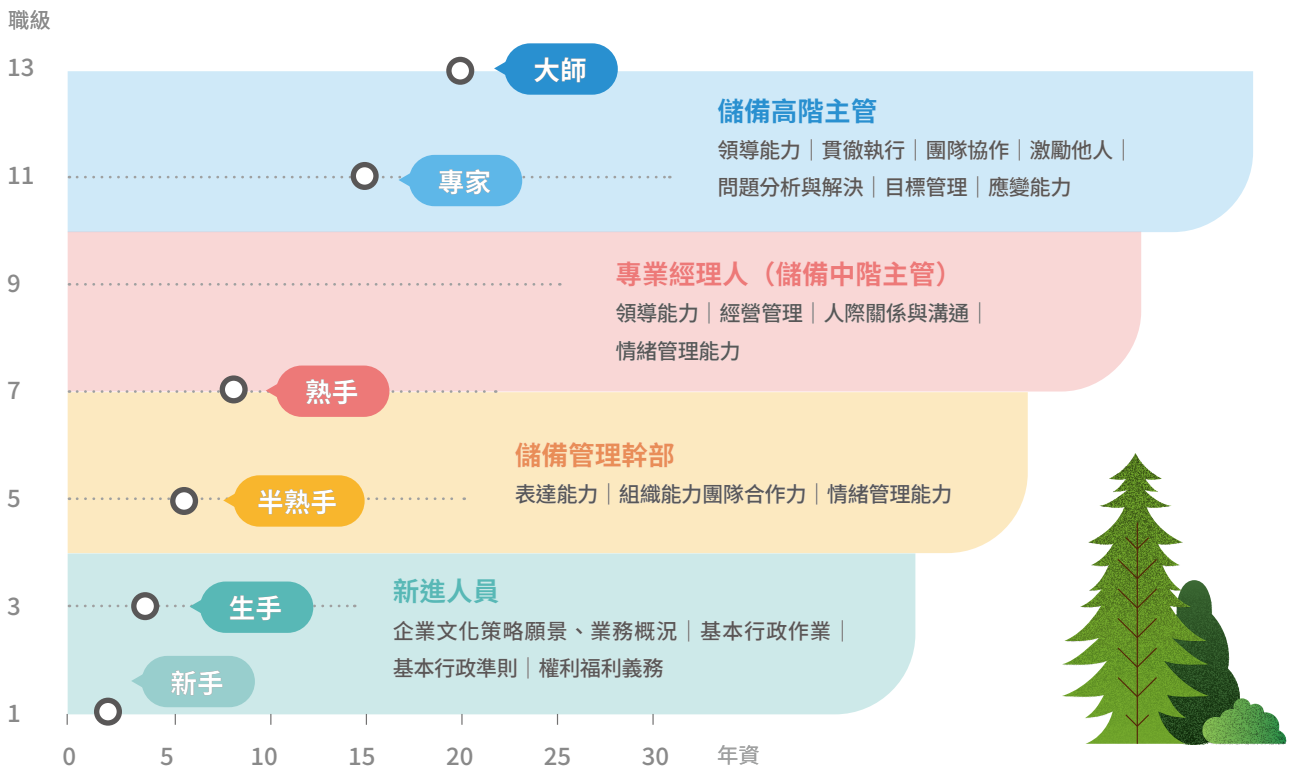 職級
13
大師
儲備高階主管
領導能力｜貫徹執行｜團隊協作｜激勵他人｜
問題分析與解決｜目標管理｜應變能力
11
專家
9
專業經理人（儲備中階主管）
領導能力｜經營管理｜人際關係與溝通｜
情緒管理能力
7
熟手
儲備管理幹部
表達能力｜組織能力團隊合作力｜情緒管理能力
5
半熟手
新進人員
企業文化策略願景、業務概況｜基本行政作業｜
基本行政準則｜權利福利義務
3
生手
新手
1
0 5 10 15 20 25 30 年資